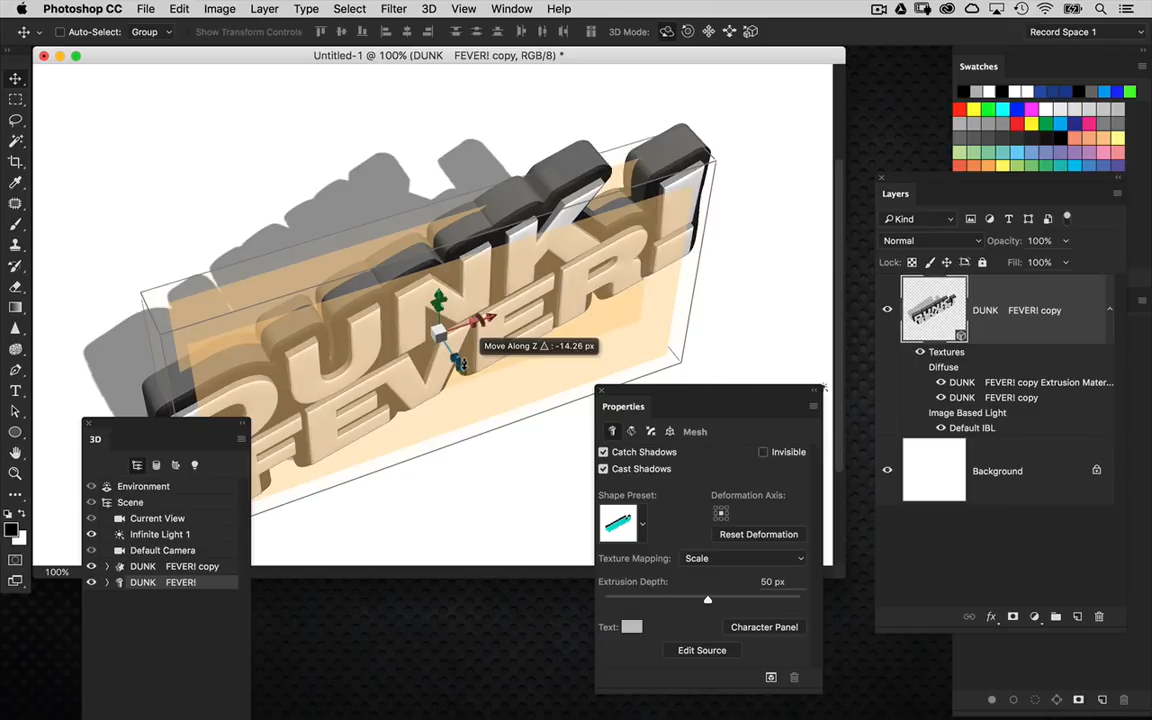 Photoshop CC File Edit Image Layer Type Select Filter 3D View Window Help
Auto-Select: Group Show Transform Controls 3D Mode: Record Space 1
Untitled-1 @ 100% (DUNK FEVER! copy, RGB/8) *
Swatches
DUNK!
FEVER!
Move Along Z △ : -14.26 px
100%
Layers
Kind
Normal Opacity: 100%
Lock: Fill: 100%
DUNK FEVER! copy
Textures
Diffuse
DUNK FEVER! copy Extrusion Mater...
DUNK FEVER! copy
Image Based Light
Default IBL
Background
fx
3D
Environment
Scene
Current View
Infinite Light 1
Default Camera
DUNK FEVER! copy
DUNK FEVER!
Properties
Mesh
Catch Shadows Invisible
Cast Shadows
Shape Preset: Deformation Axis:
Reset Deformation
Texture Mapping: Scale
Extrusion Depth: 50 px
Text: Character Panel
Edit Source